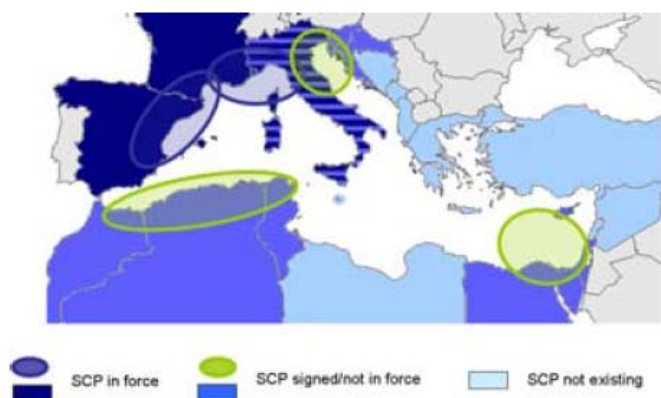 SCP in force
SCP signed/not in force
SCP not existing